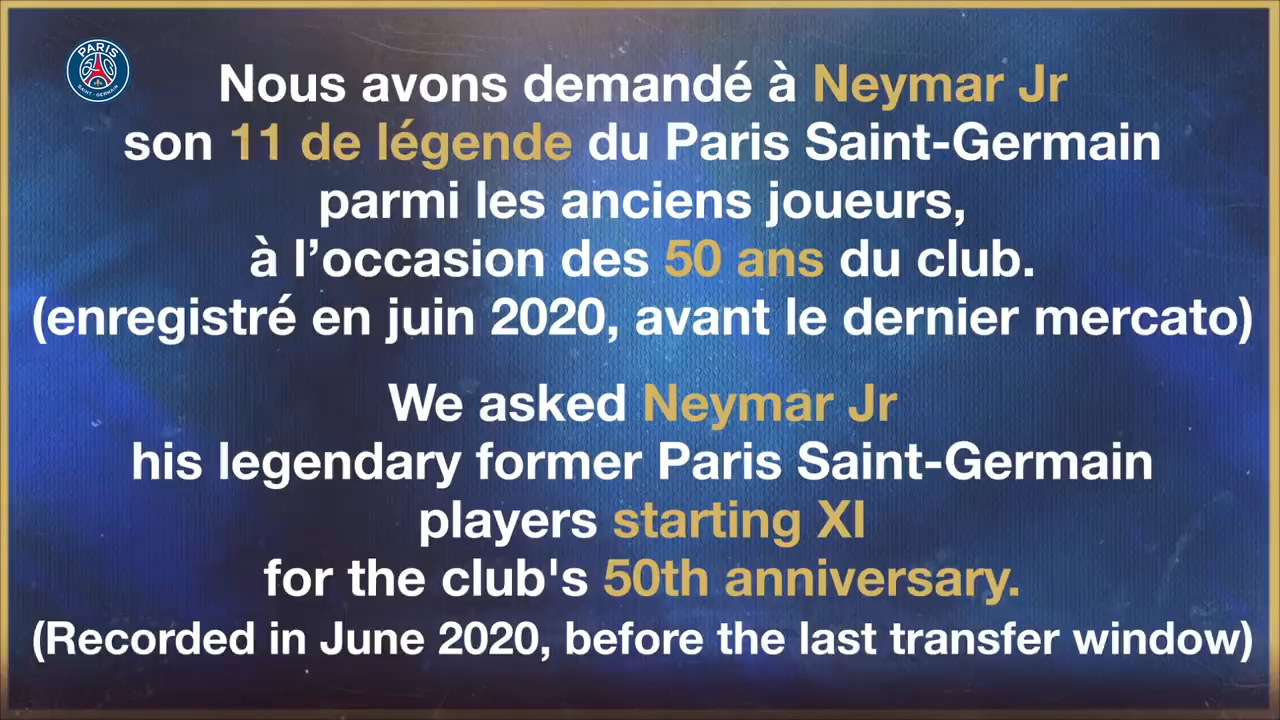 PARIS
SAINT-GERMAIN
Nous avons demandé à Neymar Jr
son 11 de légende du Paris Saint-Germain
parmi les anciens joueurs,
à l’occasion des 50 ans du club.
(enregistré en juin 2020, avant le dernier mercato)
We asked Neymar Jr
his legendary former Paris Saint-Germain
players starting XI
for the club's 50th anniversary.
(Recorded in June 2020, before the last transfer window)